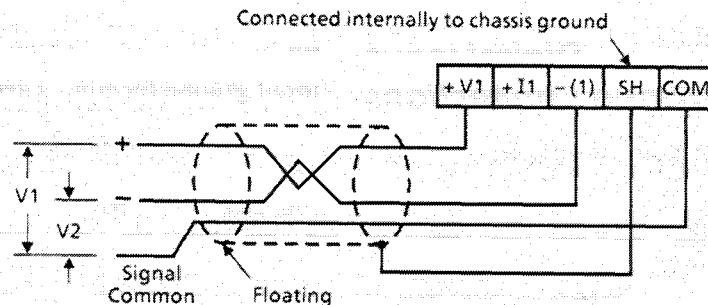 Connected internally to chassis ground
+ V1 + I1 – (1) SH COM
+
V1
–
V2
Signal
Common
Floating